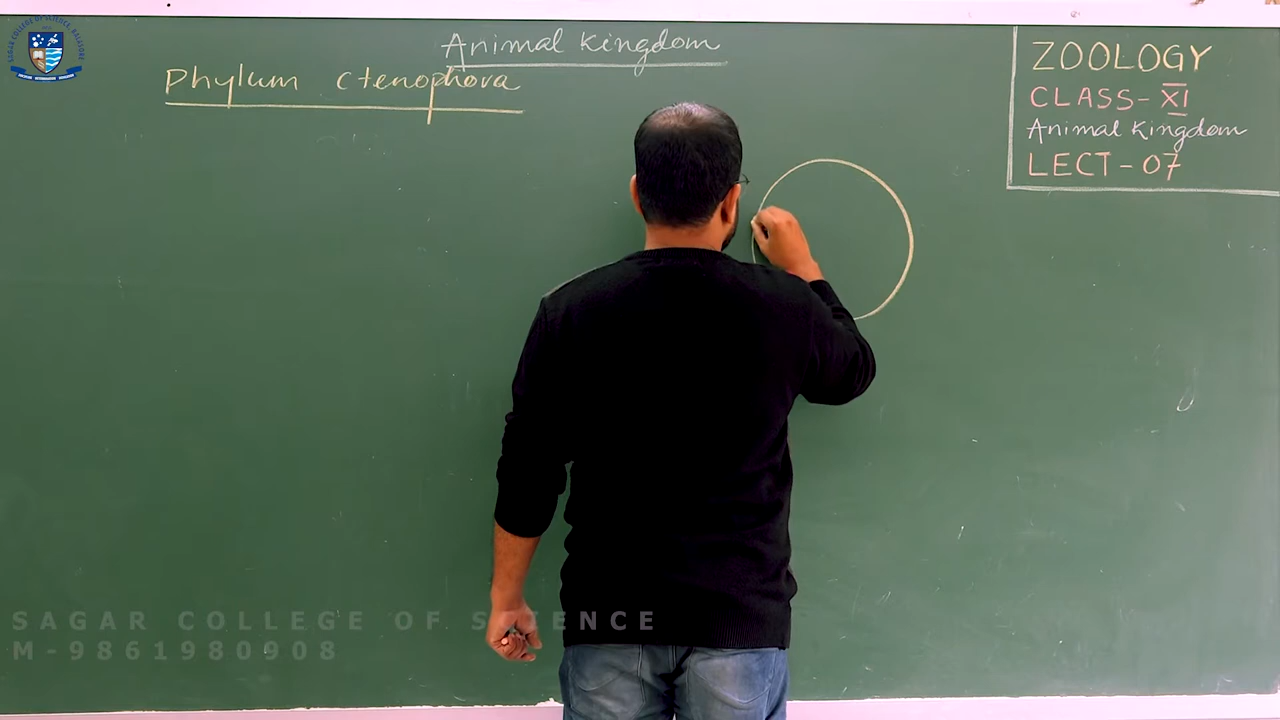 Animal Kingdom
Phylum ctenophora
ZOOLOGY
CLASS- XI
Animal Kingdom
LECT-07
SAGAR COLLEGE OF SCIENCE
M-9861980908